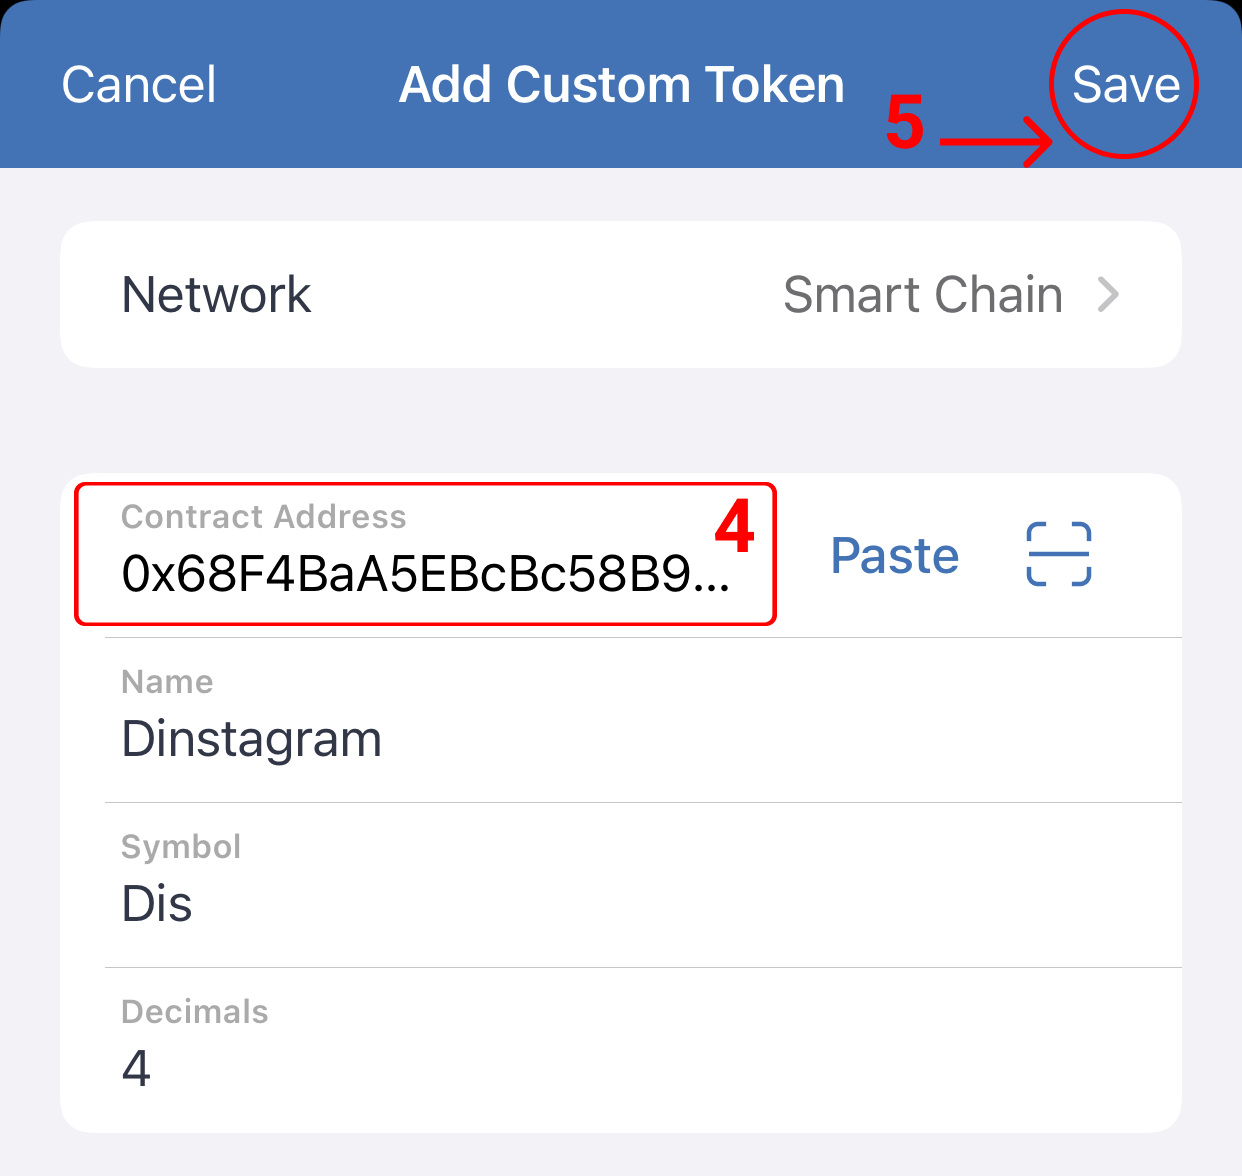 Cancel Add Custom Token Save
5
Network Smart Chain
Contract Address
4
0x68F4BaA5EBcBc58B9... Paste
Name
Dinstagram
Symbol
Dis
Decimals
4